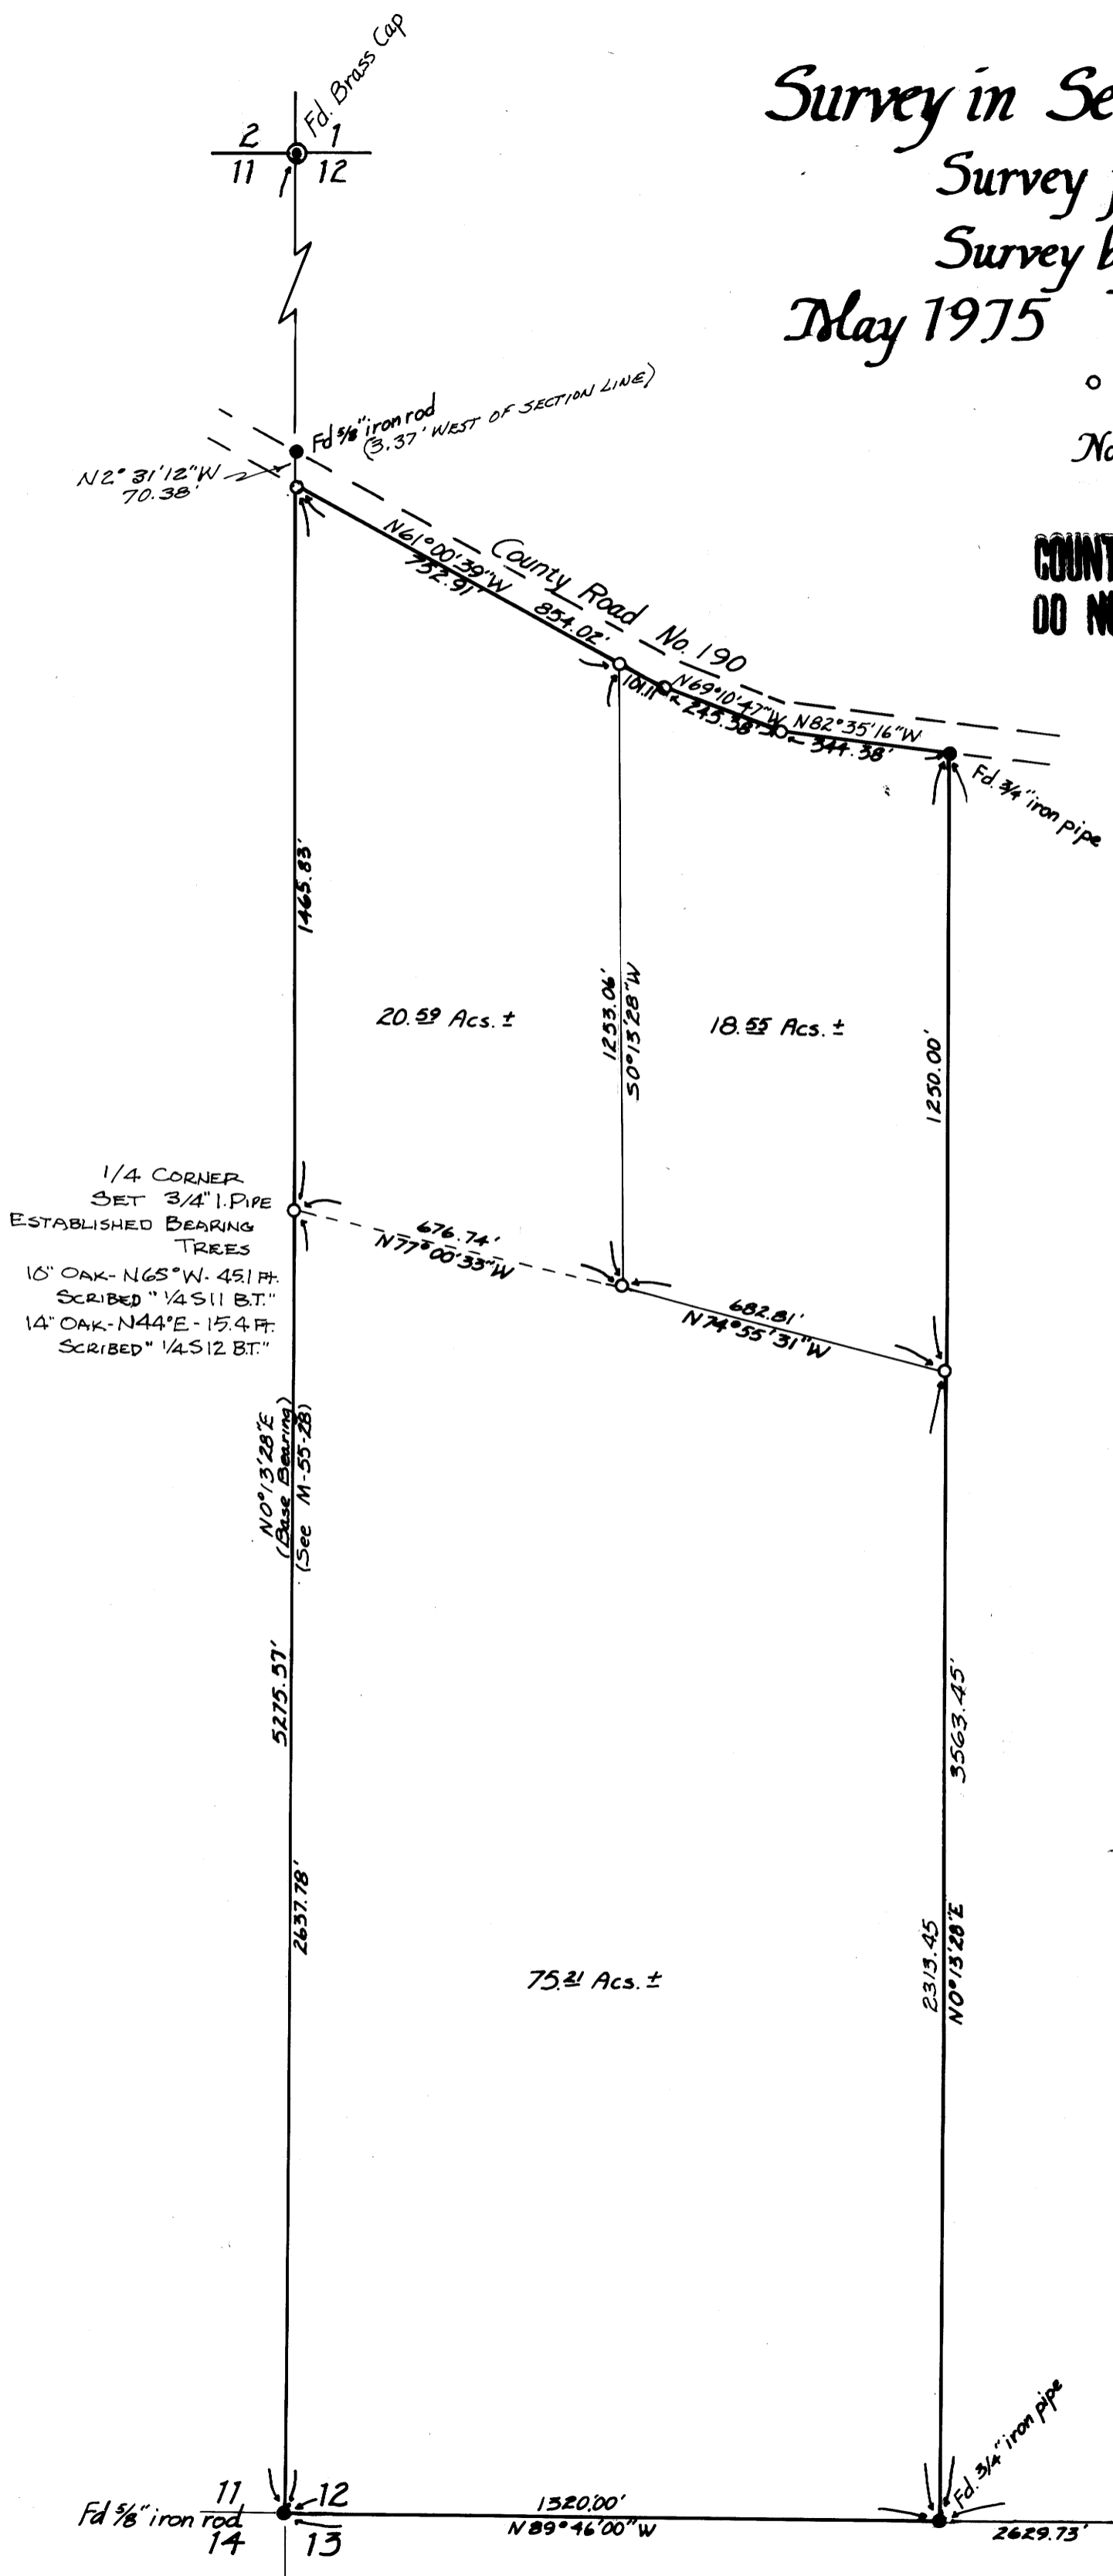 Fd. Brass Cap
2 1
11 12
Survey in Se
Survey
Survey b
May 1975
No
COUNT
DO N
Fd 5/8" iron rod
(3.37' WEST OF SECTION LINE)
N2° 31' 12"W
70.38'
N61°00'39"W
752.91'
854.02'
County Road No. 190
101.11'
N69°10'47"W
245.38'
N82°35'16"W
344.38'
Fd. 3/4" iron pipe
1465.83'
20.59 Acs. ±
1253.06'
S0°13'28"W
18.55 Acs. ±
1250.00'
1/4 CORNER
SET 3/4" I. PIPE
ESTABLISHED BEARING
TREES
10" OAK- N65°W- 45.1 FT.
SCRIBED "1/4 S11 B.T."
14" OAK- N44°E - 15.4 FT.
SCRIBED "1/4 S12 B.T."
676.74'
N77°00'33"W
682.81'
N74°55'31"W
N0°13'28"E
(Base Bearing)
(See M-55-28)
5275.57'
3563.45'
2637.78'
75.21 Acs. ±
2313.45
N0°13'28"E
Fd. 3/4" iron pipe
11 12
Fd 5/8" iron rod
14 13
1320.00'
N 89°46'00" W
2629.73'